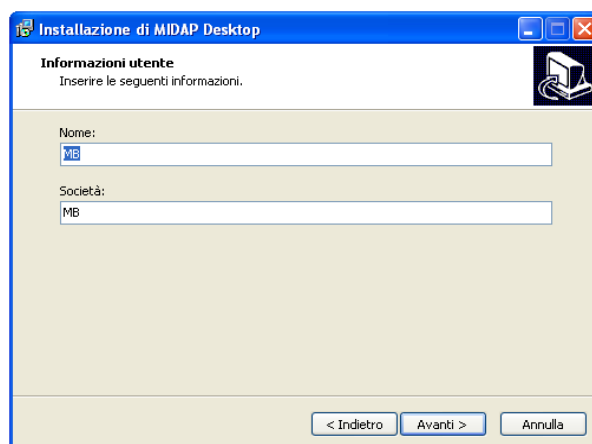 Installazione di MIDAP Desktop
Informazioni utente
Inserire le seguenti informazioni.
Nome:
MB
Società:
MB
< Indietro
Avanti >
Annulla